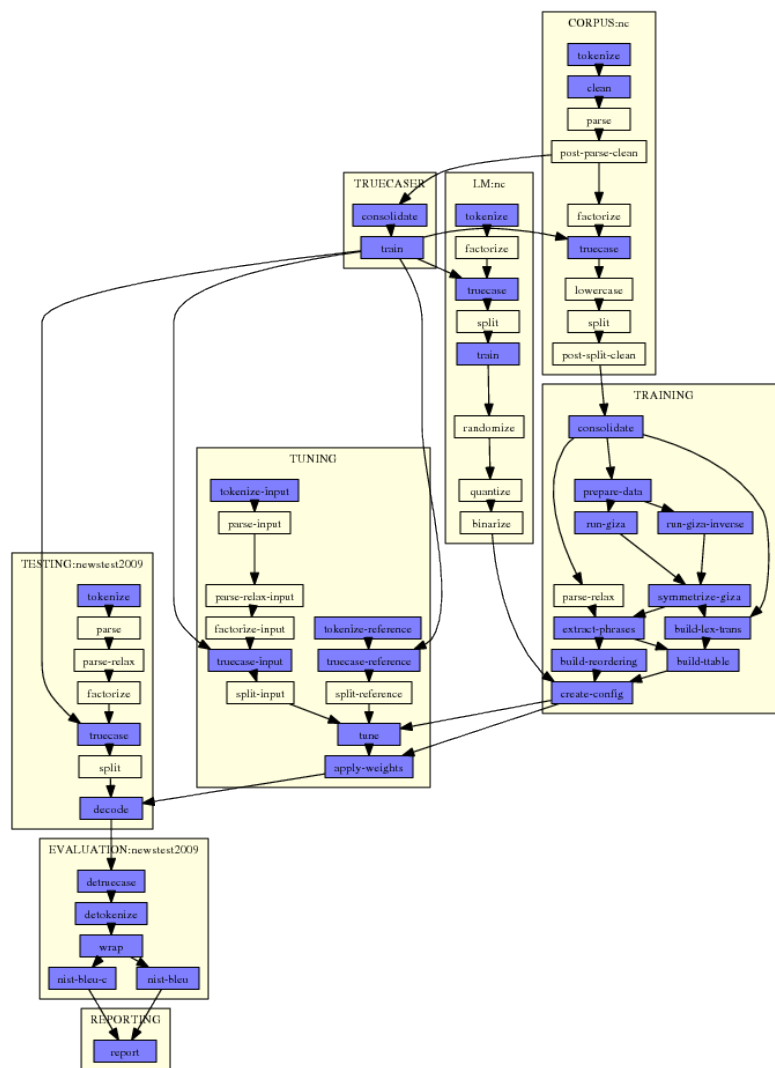 CORPUS:nc
tokenize
clean
parse
post-parse-clean
factorize
truecase
lowercase
split
post-split-clean
TRUECASER
consolidate
train
LM:nc
tokenize
factorize
truecase
split
train
randomize
quantize
binarize
TRAINING
consolidate
prepare-data
run-giza
run-giza-inverse
parse-relax
symmetrize-giza
extract-phrases
build-lex-trans
build-reordering
build-ttable
create-config
TUNING
tokenize-input
parse-input
parse-relax-input
factorize-input
tokenize-reference
truecase-input
truecase-reference
split-input
split-reference
tune
apply-weights
TESTING:newstest2009
tokenize
parse
parse-relax
factorize
truecase
split
decode
EVALUATION:newstest2009
detruecase
detokenize
wrap
nist-bleu-c
nist-bleu
REPORTING
report